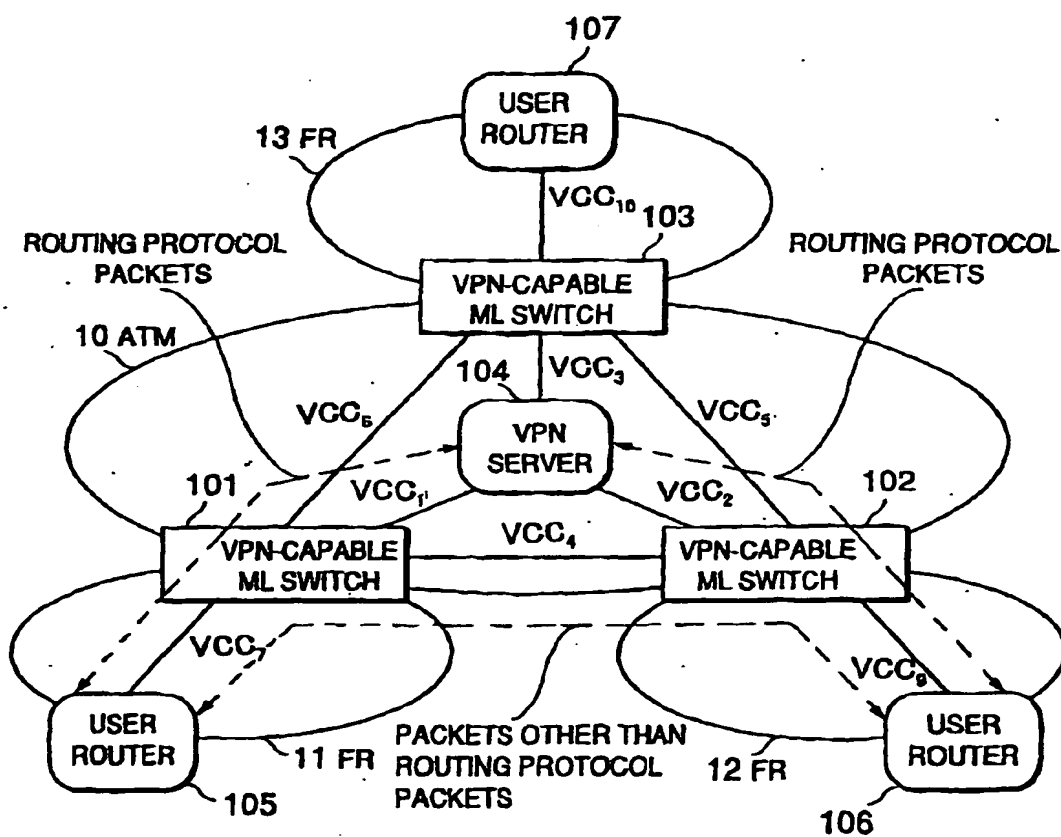 107
USER
ROUTER
13 FR
VCC10
103
ROUTING PROTOCOL
PACKETS
ROUTING PROTOCOL
PACKETS
VPN-CAPABLE
ML SWITCH
10 ATM
VCC3
104
VCC6
VCC5
VPN
SERVER
101
VCC1
VCC2
102
VCC4
VPN-CAPABLE
ML SWITCH
VPN-CAPABLE
ML SWITCH
VCC7
VCC9
USER
ROUTER
USER
ROUTER
11 FR
PACKETS OTHER THAN
ROUTING PROTOCOL
PACKETS
12 FR
105
106